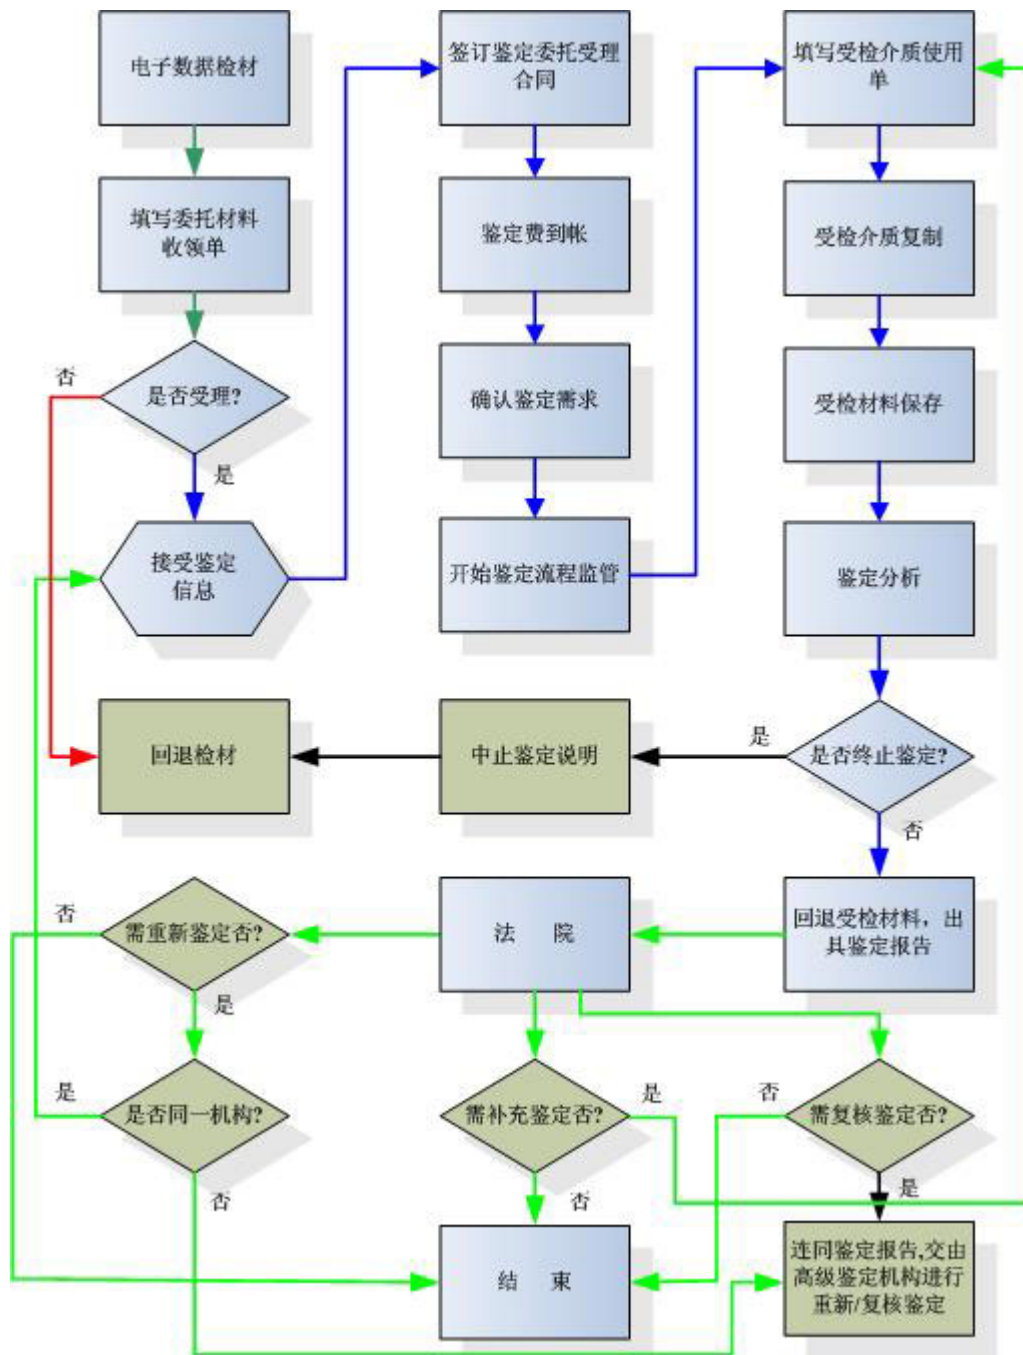 电子数据检材
签订鉴定委托受理
合同
填写受检介质使用
单
填写委托材料
收领单
鉴定费到帐
受检介质复制
否
是否受理?
确认鉴定需求
受检材料保存
是
接受鉴定
信息
开始鉴定流程监管
鉴定分析
回退检材
中止鉴定说明
是
是否终止鉴定?
否
否
需重新鉴定否?
法 院
回退受检材料，出
具鉴定报告
是
是
是否同一机构?
需补充鉴定否?
是
否
需复核鉴定否?
否
否
是
结 束
连同鉴定报告,交由
高级鉴定机构进行
重新/复核鉴定